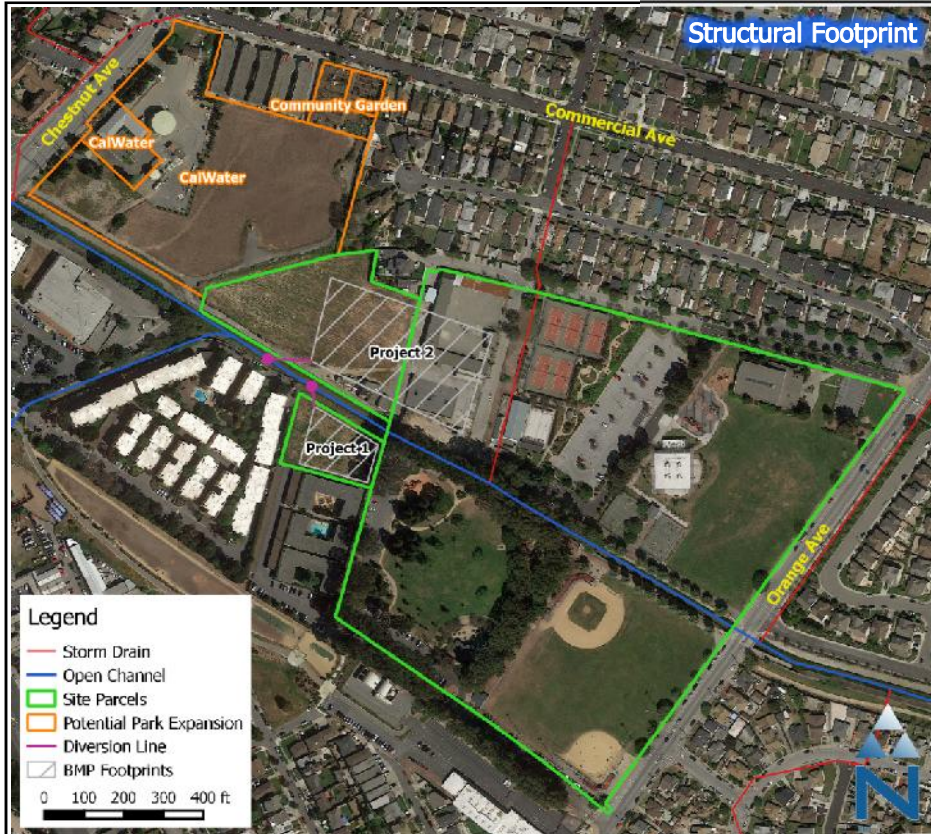 Structural Footprint
Chestnut Ave
Community Garden
Commercial Ave
CalWater
CalWater
Project 2
Project 1
Orange Ave
Legend
Storm Drain
Open Channel
Site Parcels
Potential Park Expansion
Diversion Line
BMP Footprints
0 100 200 300 400 ft
N